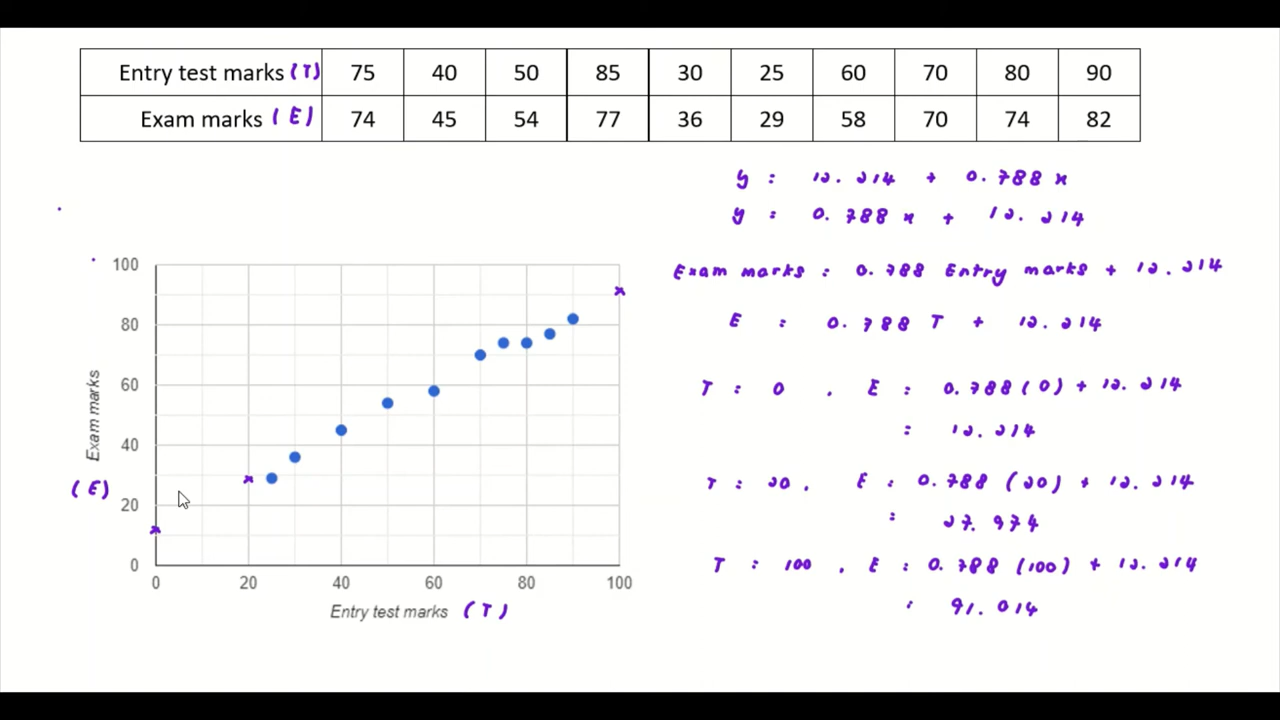 Entry test marks (T) 75 40 50 85 30 25 60 70 80 90
Exam marks (E) 74 45 54 77 36 29 58 70 74 82
y = 12.214 + 0.788 x
y = 0.788 x + 12.214
Exam marks = 0.788 Entry marks + 12.214
E = 0.788 T + 12.214
T = 0 , E = 0.788 (0) + 12.214
= 12.214
T = 20 , E = 0.788 (20) + 12.214
= 27.974
T = 100 , E = 0.788 (100) + 12.214
= 91.014
100
80
60
40
20
0
Exam marks
(E)
0 20 40 60 80 100
Entry test marks (T)